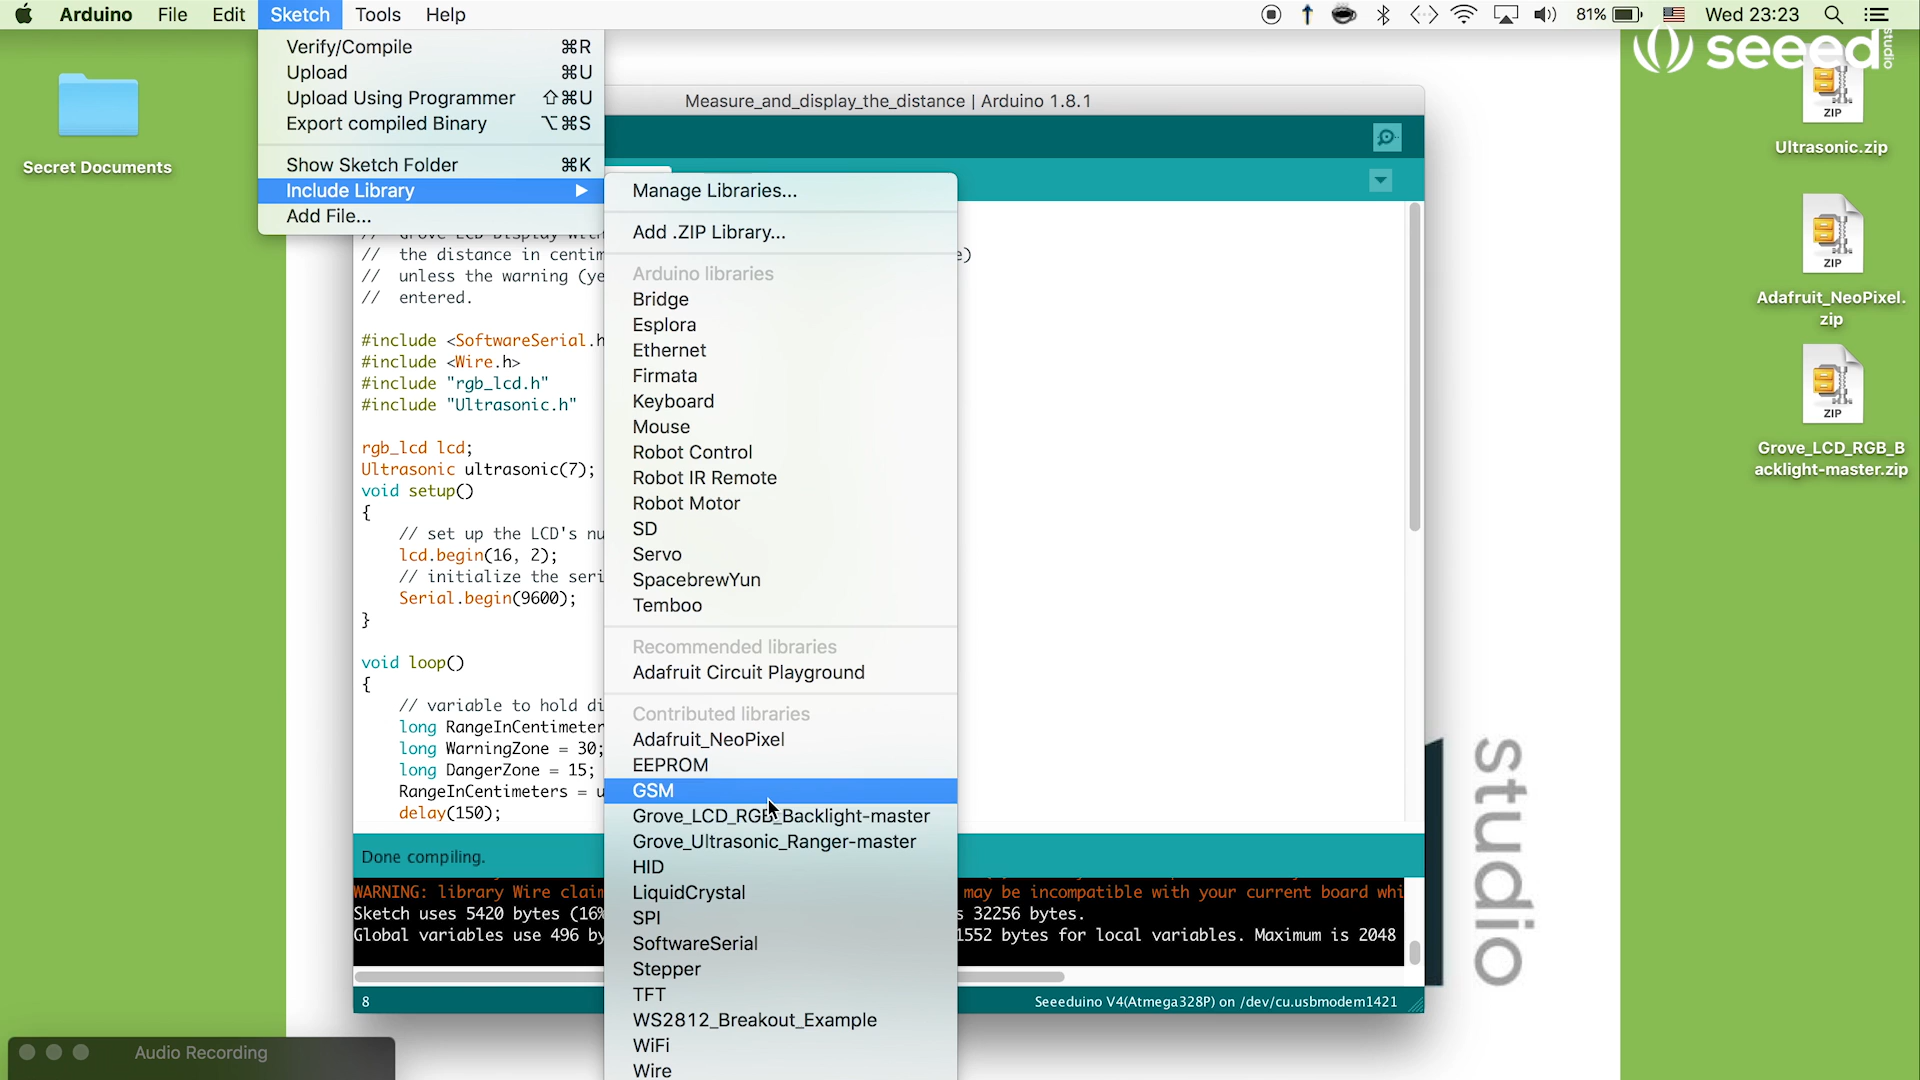 Arduino File Edit Sketch Tools Help
81% Wed 23:23
seeed studio
Secret Documents
Verify/Compile ⌘R
Upload ⌘U
Upload Using Programmer ⇧⌘U
Export compiled Binary ⌥⌘S
Show Sketch Folder ⌘K
Include Library ▶
Add File...
Measure_and_display_the_distance | Arduino 1.8.1
Manage Libraries...
Add .ZIP Library...
Arduino libraries
Bridge
Esplora
Ethernet
Firmata
Keyboard
Mouse
Robot Control
Robot IR Remote
Robot Motor
SD
Servo
SpacebrewYun
Temboo
Recommended libraries
Adafruit Circuit Playground
Contributed libraries
Adafruit_NeoPixel
EEPROM
GSM
Grove_LCD_RGB_Backlight-master
Grove_Ultrasonic_Ranger-master
HID
LiquidCrystal
SPI
SoftwareSerial
Stepper
TFT
WS2812_Breakout_Example
WiFi
Wire
// Grove LCD Display with
// the distance in centim e)
// unless the warning (ye
// entered.
#include <SoftwareSerial.h
#include <Wire.h>
#include "rgb_lcd.h"
#include "Ultrasonic.h"
rgb_lcd lcd;
Ultrasonic ultrasonic(7);
void setup()
{
// set up the LCD's nu
lcd.begin(16, 2);
// initialize the seri
Serial.begin(9600);
}
void loop()
{
// variable to hold di
long RangeInCentimeter
long WarningZone = 30;
long DangerZone = 15;
RangeInCentimeters = u
delay(150);
Done compiling.
WARNING: library Wire claim may be incompatible with your current board whi
Sketch uses 5420 bytes (16% s 32256 bytes.
Global variables use 496 by 1552 bytes for local variables. Maximum is 2048
8
Seeeduino V4(Atmega328P) on /dev/cu.usbmodem1421
Audio Recording
ZIP
Ultrasonic.zip
ZIP
Adafruit_NeoPixel.
zip
ZIP
Grove_LCD_RGB_B
acklight-master.zip
studio